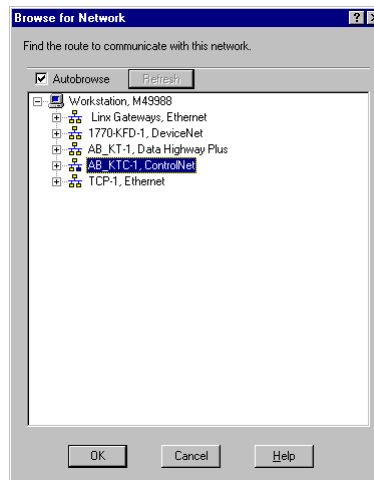 Browse for Network
Find the route to communicate with this network.
Autobrowse Refresh
Workstation, M49988
Linx Gateways, Ethernet
1770-KFD-1, DeviceNet
AB_KT-1, Data Highway Plus
AB_KTC-1, ControlNet
TCP-1, Ethernet
OK Cancel Help